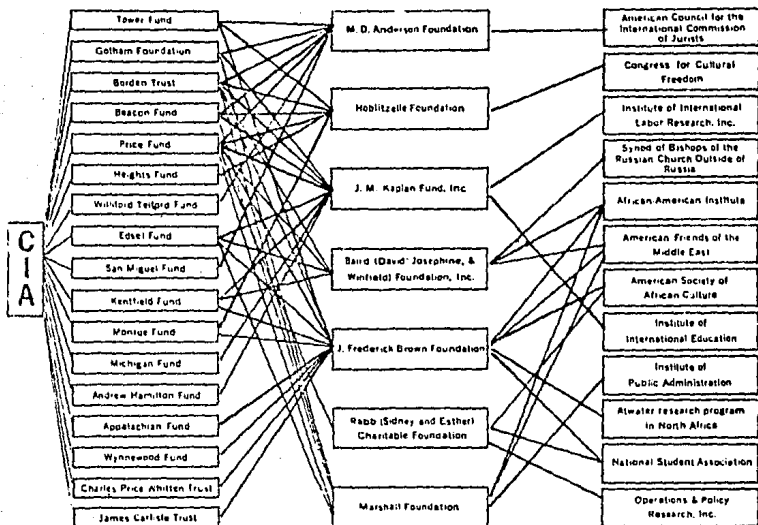 CIA
Tower Fund
Gotham Foundation
Borden Trust
Beacon Fund
Price Fund
Heights Fund
Williford Telford Fund
Edsel Fund
San Miguel Fund
Kentfield Fund
Monroe Fund
Michigan Fund
Andrew Hamilton Fund
Appalachian Fund
Wynnewood Fund
Charles Price Whitten Trust
James Carlisle Trust
M. D. Anderson Foundation
Hoblitzelle Foundation
J. M. Kaplan Fund, Inc
Baird (David, Josephine, &
Winfield) Foundation, Inc.
J. Frederick Brown Foundation
Rabb (Sidney and Esther)
Charitable Foundation
Marshall Foundation
American Council for the
International Commission
of Jurists
Congress for Cultural
Freedom
Institute of International
Labor Research, Inc.
Synod of Bishops of the
Russian Church Outside of
Russia
African-American Institute
American Friends of the
Middle East
American Society of
African Culture
Institute of
International Education
Institute of
Public Administration
Atwater research program
in North Africa
National Student Association
Operations & Policy
Research, Inc.